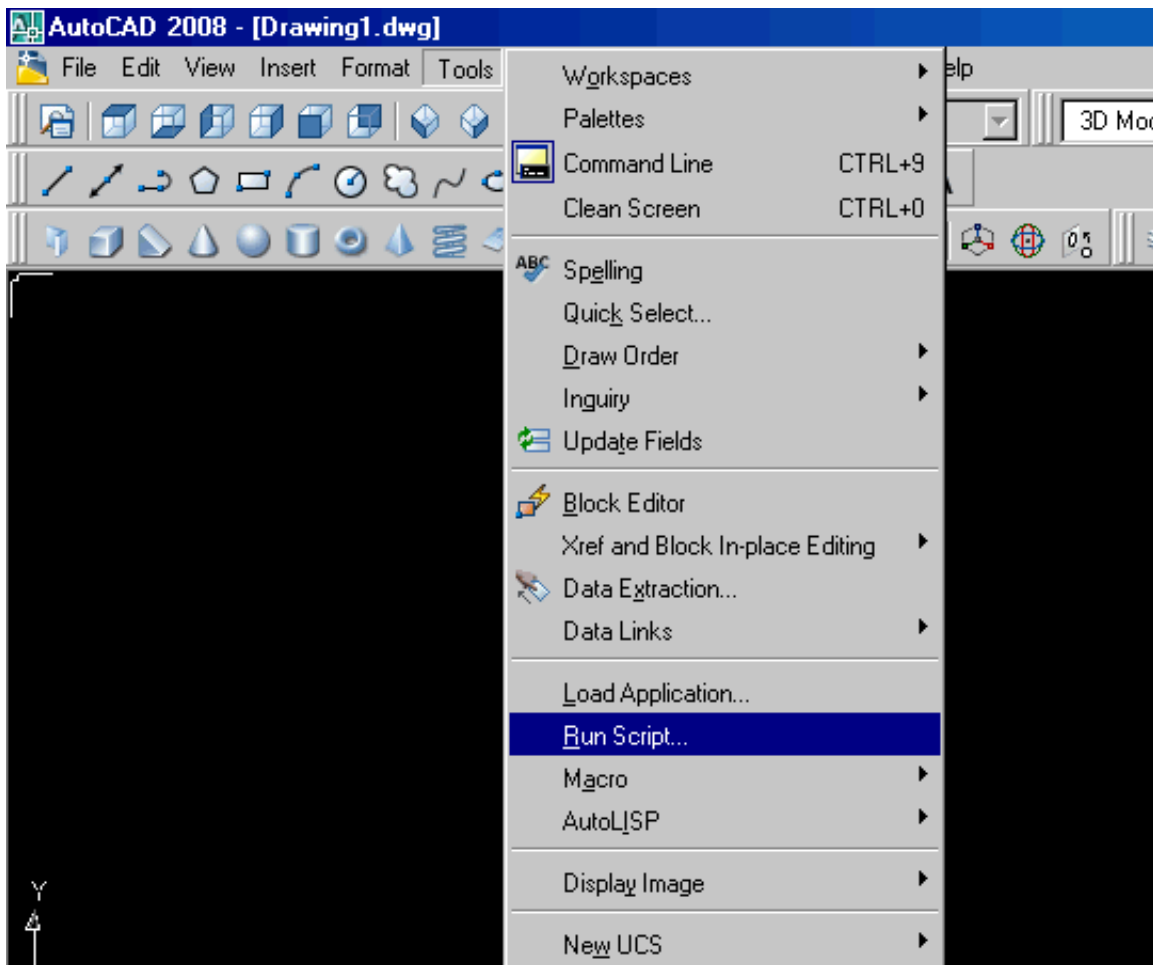 AutoCAD 2008 - [Drawing1.dwg]
File Edit View Insert Format Tools elp
3D Mod
Workspaces
Palettes
Command Line CTRL+9
Clean Screen CTRL+0
ABC Spelling
Quick Select...
Draw Order
Inquiry
Update Fields
Block Editor
Xref and Block In-place Editing
Data Extraction...
Data Links
Load Application...
Run Script...
Macro
AutoLISP
Display Image
New UCS
Y